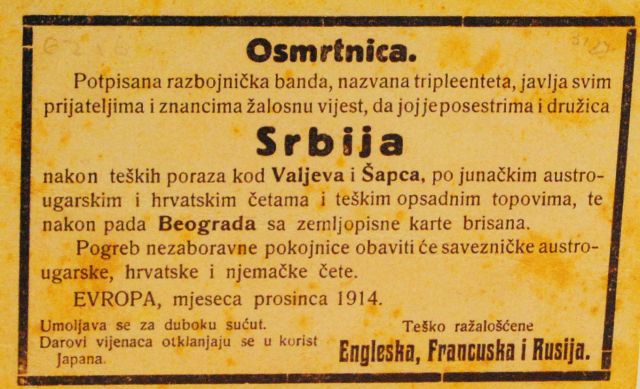 Osmrtnica.
Potpisana razbojnička banda, nazvana tripleenteta, javlja svim
prijateljima i znancima žalosnu vijest, da joj je posestrima i družica
Srbija
nakon teških poraza kod Valjeva i Šapca, po junačkim austro-
ugarskim i hrvatskim četama i teškim opsadnim topovima, te
nakon pada Beograda sa zemljopisne karte brisana.
Pogreb nezaboravne pokojnice obaviti će savezničke austro-
ugarske, hrvatske i njemačke čete.
EVROPA, mjeseca prosinca 1914.
Umoljava se za duboku sućut.
Darovi vijenaca otklanjaju se u korist
Japana.
Teško ražalošćene
Engleska, Francuska i Rusija.